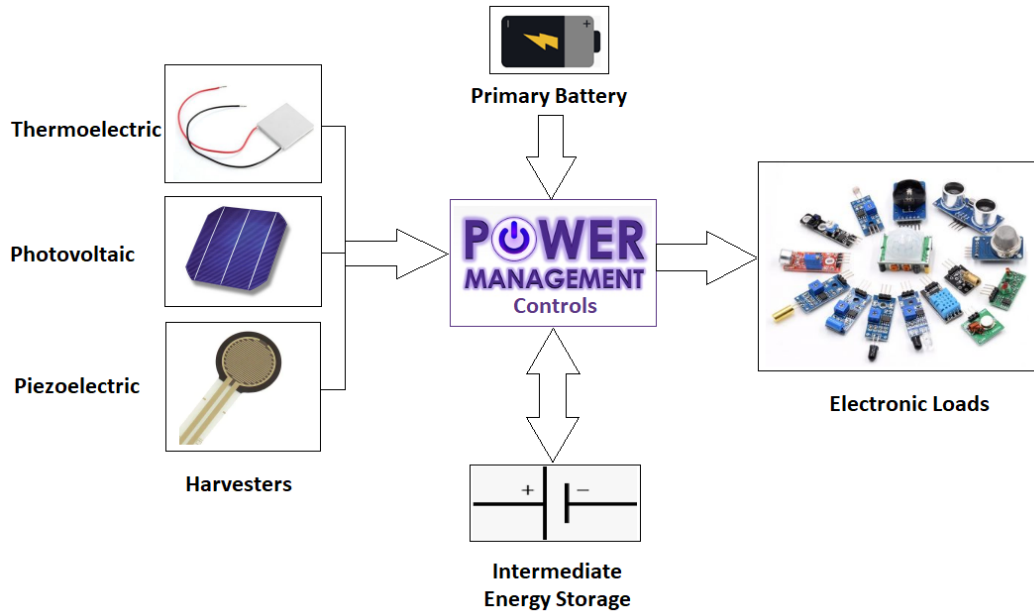 Primary Battery
Thermoelectric
Photovoltaic
Piezoelectric
Harvesters
POWER
MANAGEMENT
Controls
Electronic Loads
Intermediate
Energy Storage